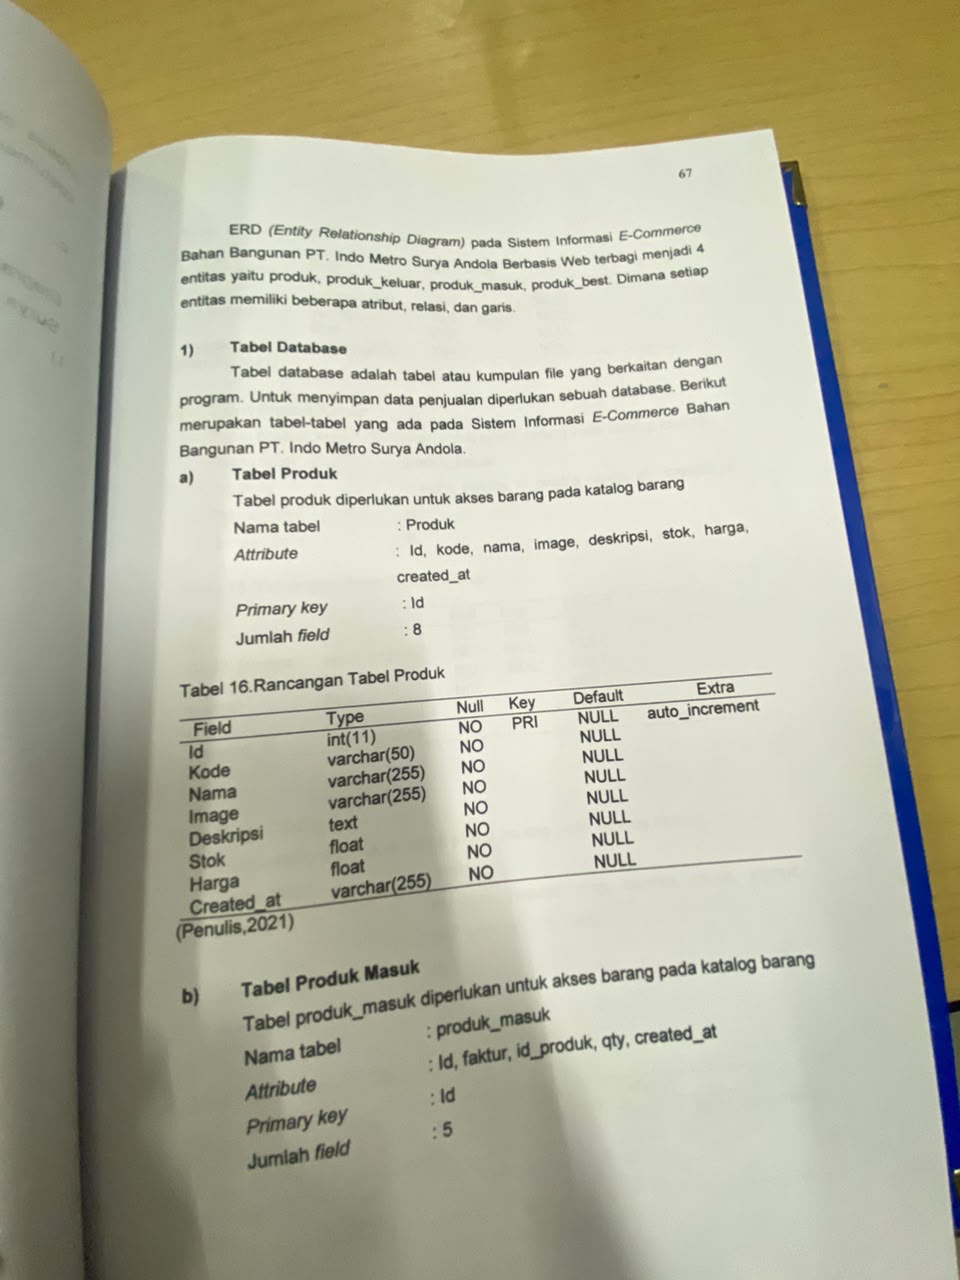 67
ERD (Entity Relationship Diagram) pada Sistem Informasi E-Commerce
Bahan Bangunan PT. Indo Metro Surya Andola Berbasis Web terbagi menjadi 4
entitas yaitu produk, produk_keluar, produk_masuk, produk_best. Dimana setiap
entitas memiliki beberapa atribut, relasi, dan garis.
1) Tabel Database
Tabel database adalah tabel atau kumpulan file yang berkaitan dengan
program. Untuk menyimpan data penjualan diperlukan sebuah database. Berikut
merupakan tabel-tabel yang ada pada Sistem Informasi E-Commerce Bahan
Bangunan PT. Indo Metro Surya Andola.
a) Tabel Produk
Tabel produk diperlukan untuk akses barang pada katalog barang
Nama tabel : Produk
Attribute : Id, kode, nama, image, deskripsi, stok, harga,
created_at
Primary key : Id
Jumlah field : 8
Tabel 16.Rancangan Tabel Produk
Field Type Null Key Default Extra
Id int(11) NO PRI NULL auto_increment
Kode varchar(50) NO NULL
Nama varchar(255) NO NULL
Image varchar(255) NO NULL
Deskripsi text NO NULL
Stok float NO NULL
Harga float NO NULL
Created_at varchar(255) NO NULL
(Penulis,2021)
b) Tabel Produk Masuk
Tabel produk_masuk diperlukan untuk akses barang pada katalog barang
Nama tabel : produk_masuk
Attribute : Id, faktur, id_produk, qty, created_at
Primary key : Id
Jumlah field : 5